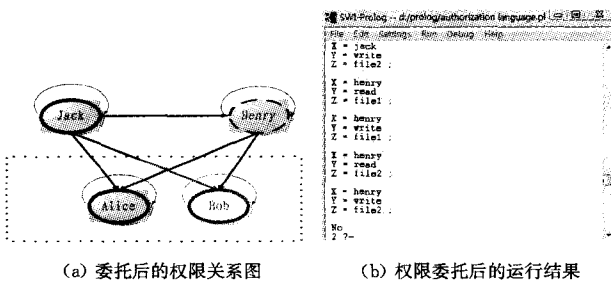 Jack
Henry
Alice
Bob
(a) 委托后的权限关系图
SWI-Prolog -- d:/prolog/authorization language.pl
File Edit Settings Run Debug Help
X = jack
Y = write
Z = file2 ;
X = henry
Y = read
Z = file1 ;
X = henry
Y = write
Z = file1 ;
X = henry
Y = read
Z = file2 ;
X = henry
Y = write
Z = file2 ;
No
2 ?-
(b) 权限委托后的运行结果